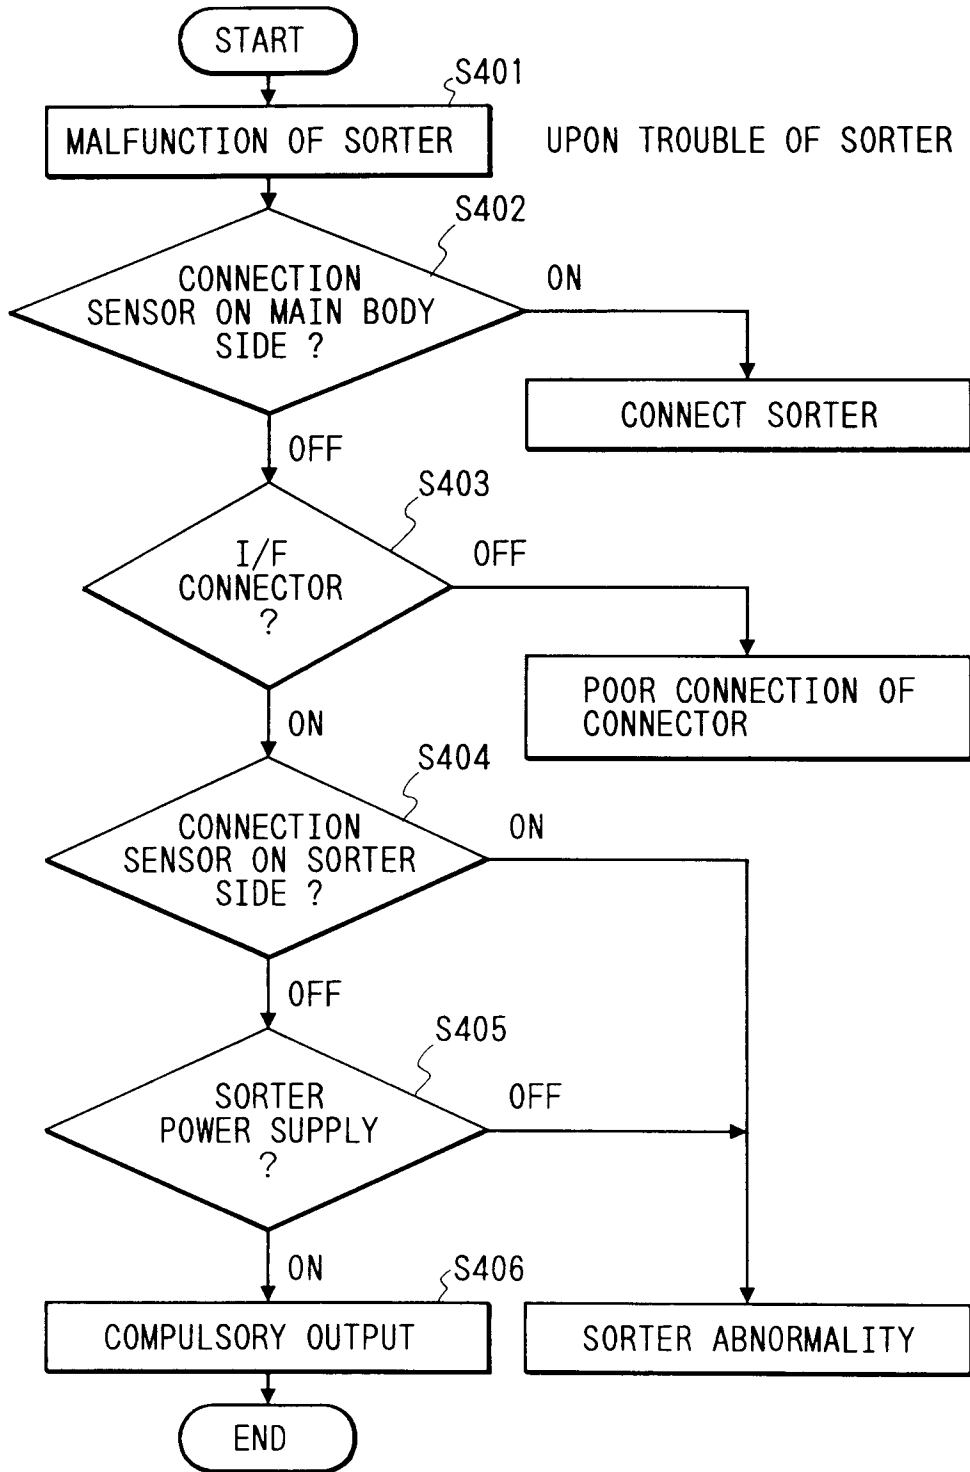 START
S401
MALFUNCTION OF SORTER
UPON TROUBLE OF SORTER
S402
CONNECTION
SENSOR ON MAIN BODY
SIDE ?
ON
CONNECT SORTER
OFF
S403
I/F
CONNECTOR
?
OFF
POOR CONNECTION OF
CONNECTOR
ON
S404
CONNECTION
SENSOR ON SORTER
SIDE ?
ON
OFF
S405
SORTER
POWER SUPPLY
?
OFF
ON
S406
COMPULSORY OUTPUT
SORTER ABNORMALITY
END